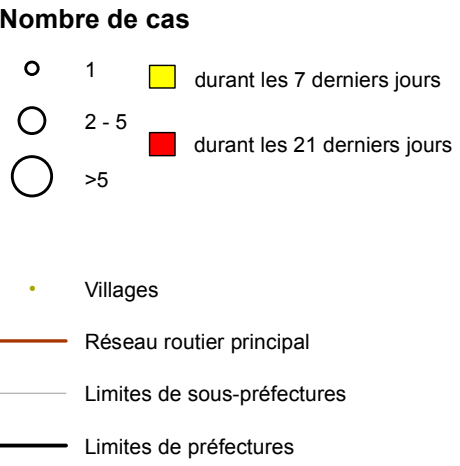 Nombre de cas
1
durant les 7 derniers jours
2 - 5
durant les 21 derniers jours
>5
Villages
Réseau routier principal
Limites de sous-préfectures
Limites de préfectures